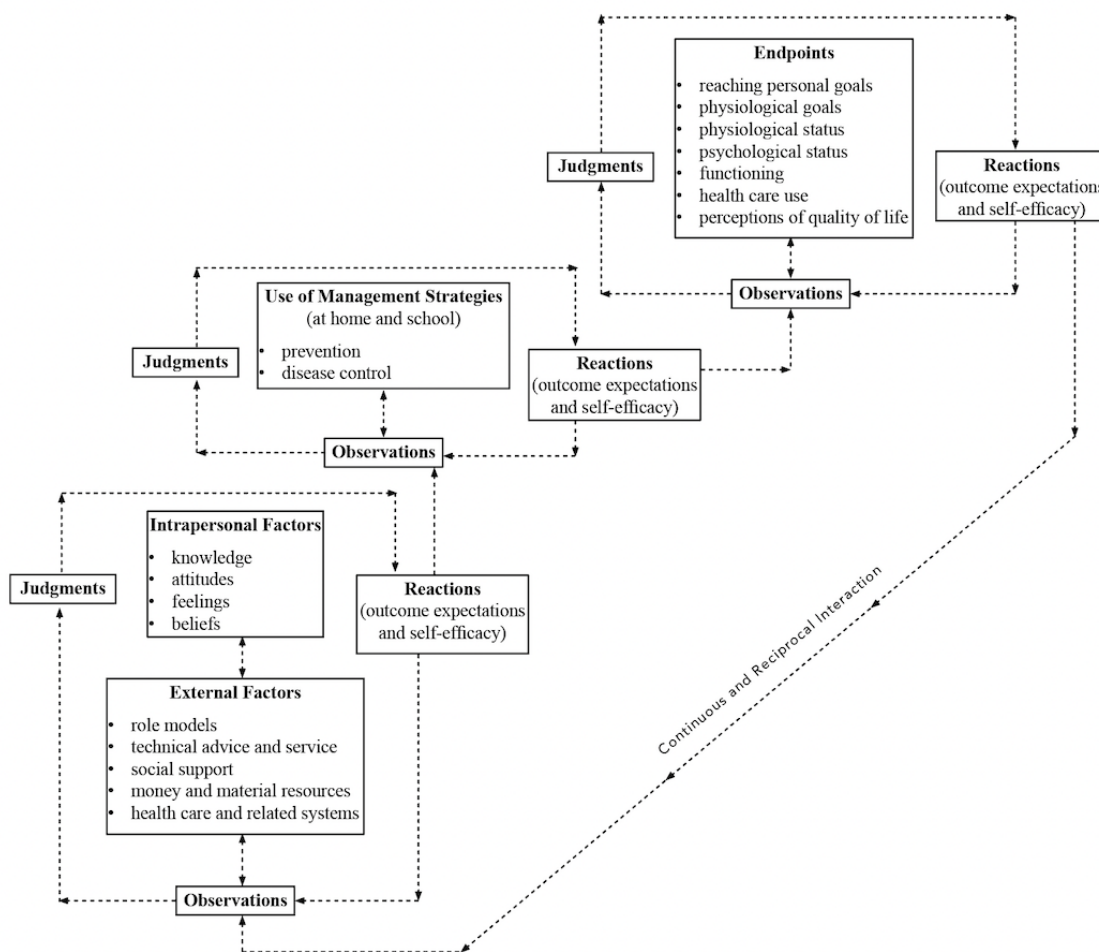 Endpoints
• reaching personal goals
• physiological goals
• physiological status
• psychological status
• functioning
• health care use
• perceptions of quality of life
Judgments
Reactions
(outcome expectations
and self-efficacy)
Observations
Use of Management Strategies
(at home and school)
• prevention
• disease control
Judgments
Reactions
(outcome expectations
and self-efficacy)
Observations
Intrapersonal Factors
• knowledge
• attitudes
• feelings
• beliefs
Judgments
Reactions
(outcome expectations
and self-efficacy)
External Factors
• role models
• technical advice and service
• social support
• money and material resources
• health care and related systems
Observations
Continuous and Reciprocal Interaction